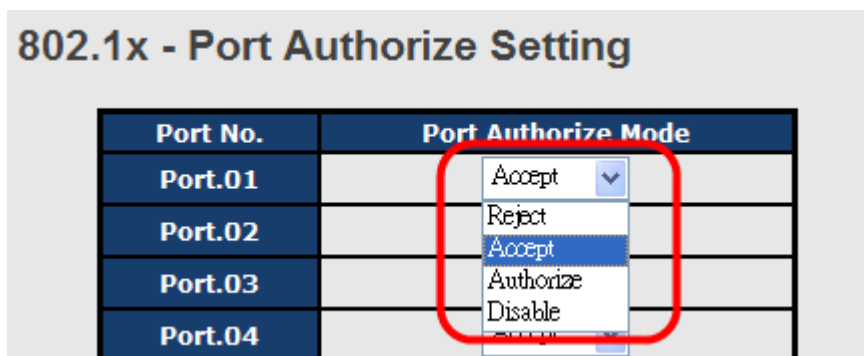 802.1x - Port Authorize Setting
Port No. Port Authorize Mode
Port.01 Accept
Reject
Port.02
Accept
Port.03 Authorize
Disable
Port.04